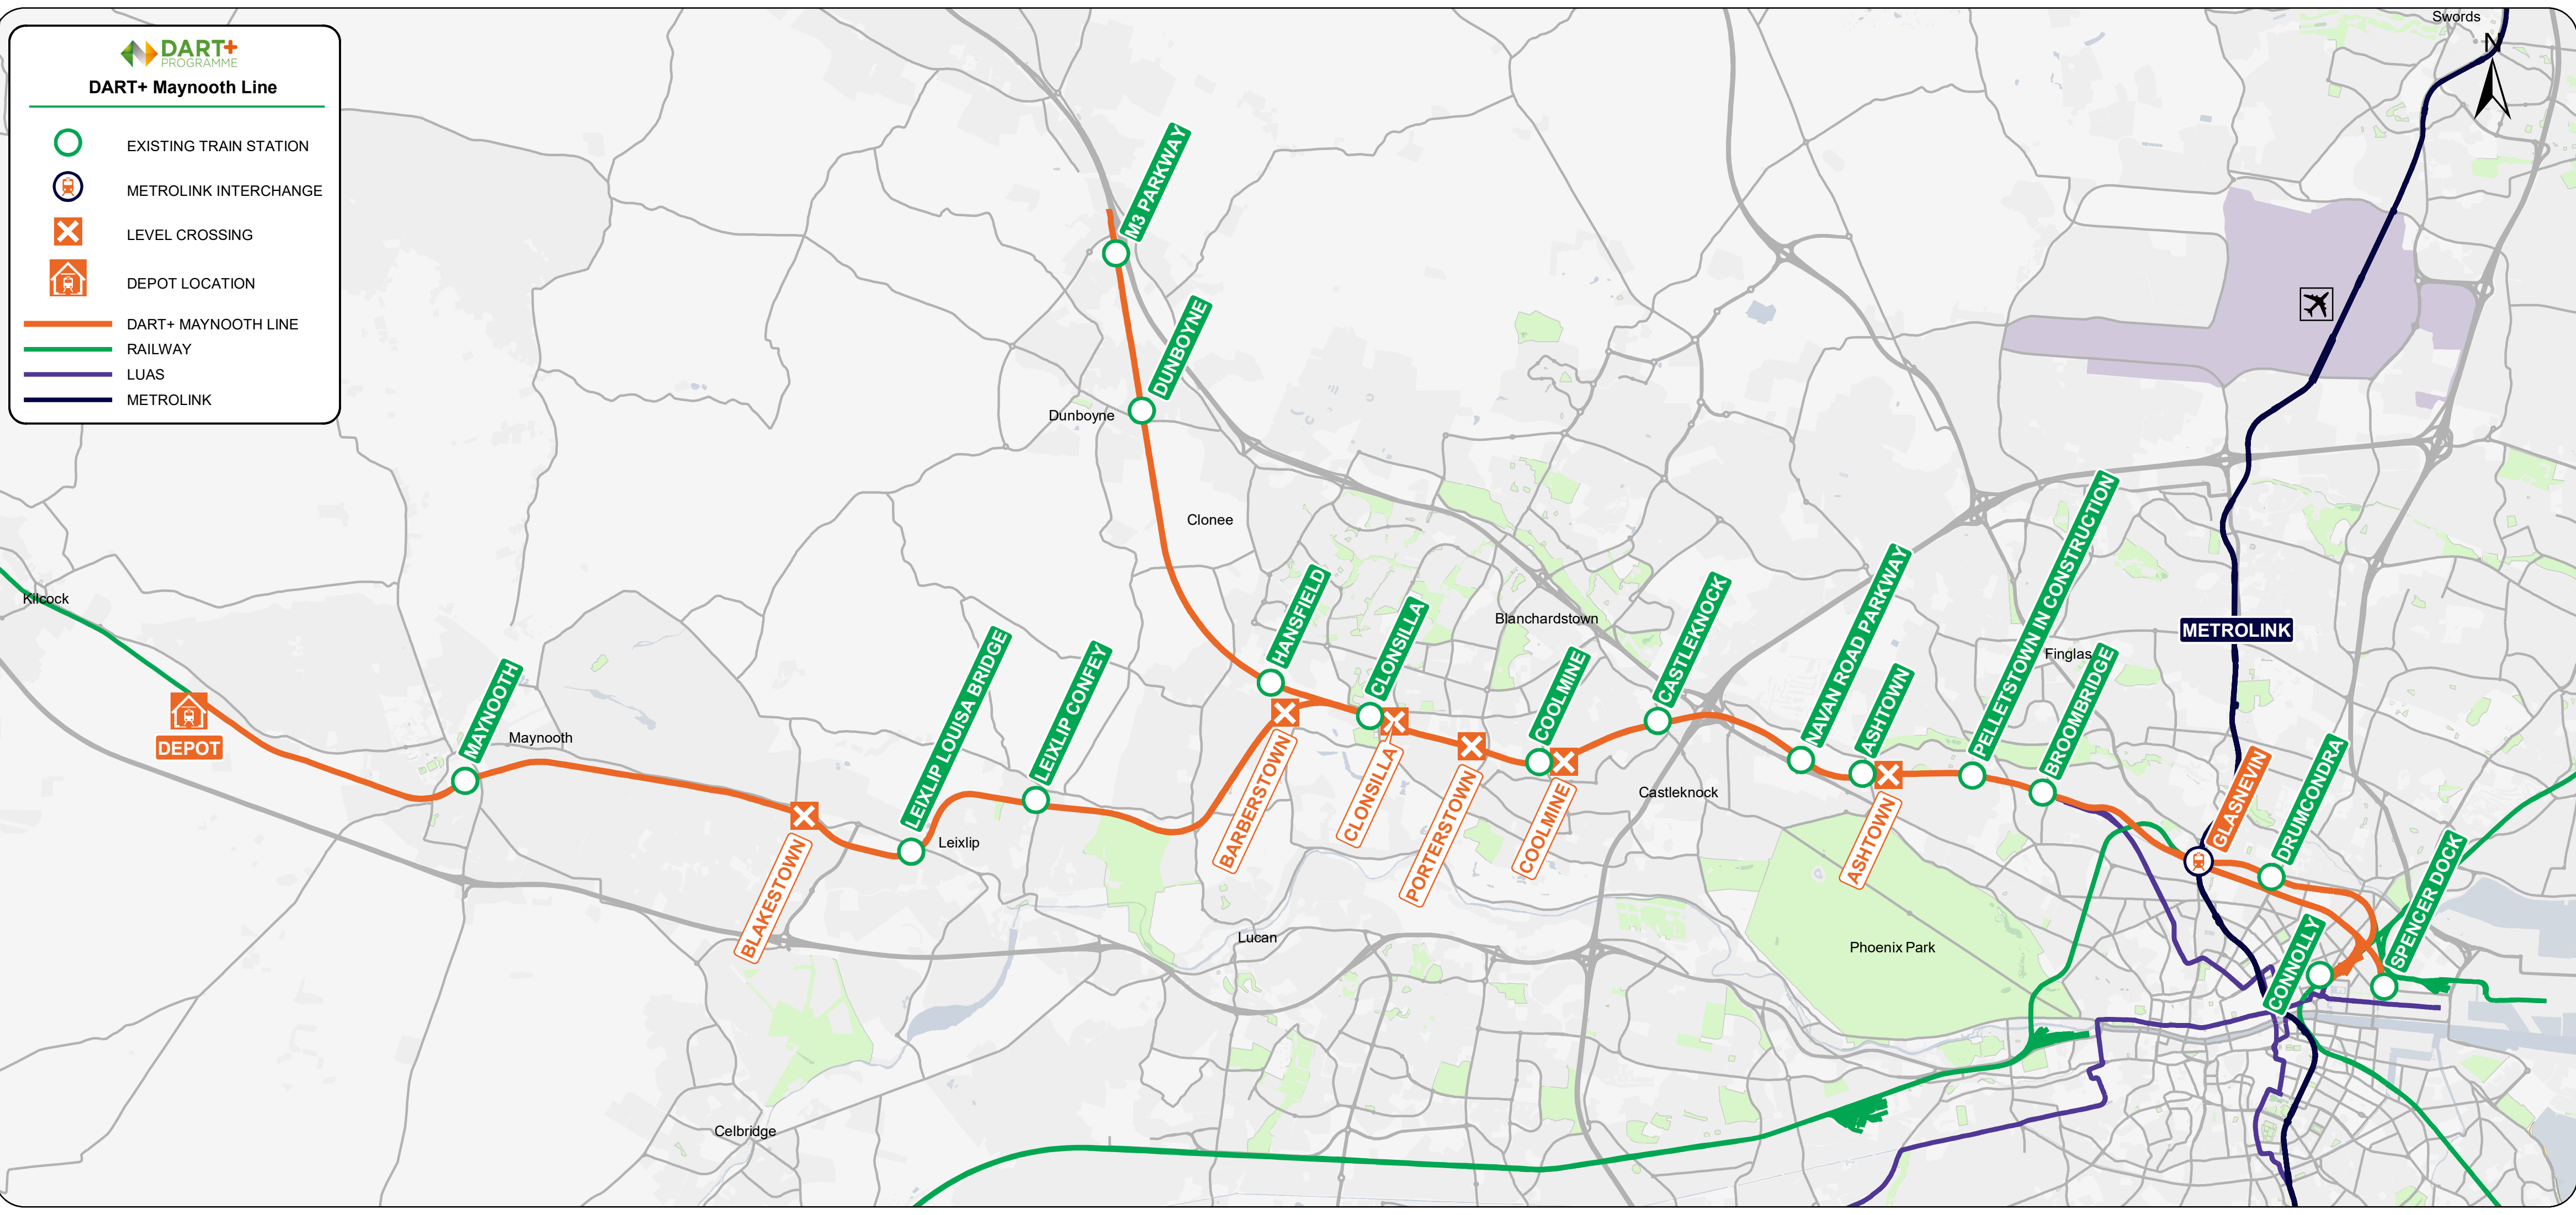 DART+
PROGRAMME
DART+ Maynooth Line
EXISTING TRAIN STATION
METROLINK INTERCHANGE
LEVEL CROSSING
DEPOT LOCATION
DART+ MAYNOOTH LINE
RAILWAY
LUAS
METROLINK
Swords
N
M3 PARKWAY
DUNBOYNE
Dunboyne
Clonee
Kilcock
DEPOT
MAYNOOTH
Maynooth
BLAKESTOWN
LEIXLIP LOUISA BRIDGE
Leixlip
LEIXLIP CONFEY
HANSFIELD
BARBERSTOWN
CLONSILLA
CLONSILLA
PORTERSTOWN
Blanchardstown
COOLMINE
COOLMINE
CASTLEKNOCK
Castleknock
NAVAN ROAD PARKWAY
ASHTOWN
ASHTOWN
PELLETSTOWN IN CONSTRUCTION
Finglas
BROOMBRIDGE
METROLINK
GLASNEVIN
DRUMCONDRA
SPENCER DOCK
CONNOLLY
Lucan
Phoenix Park
Celbridge